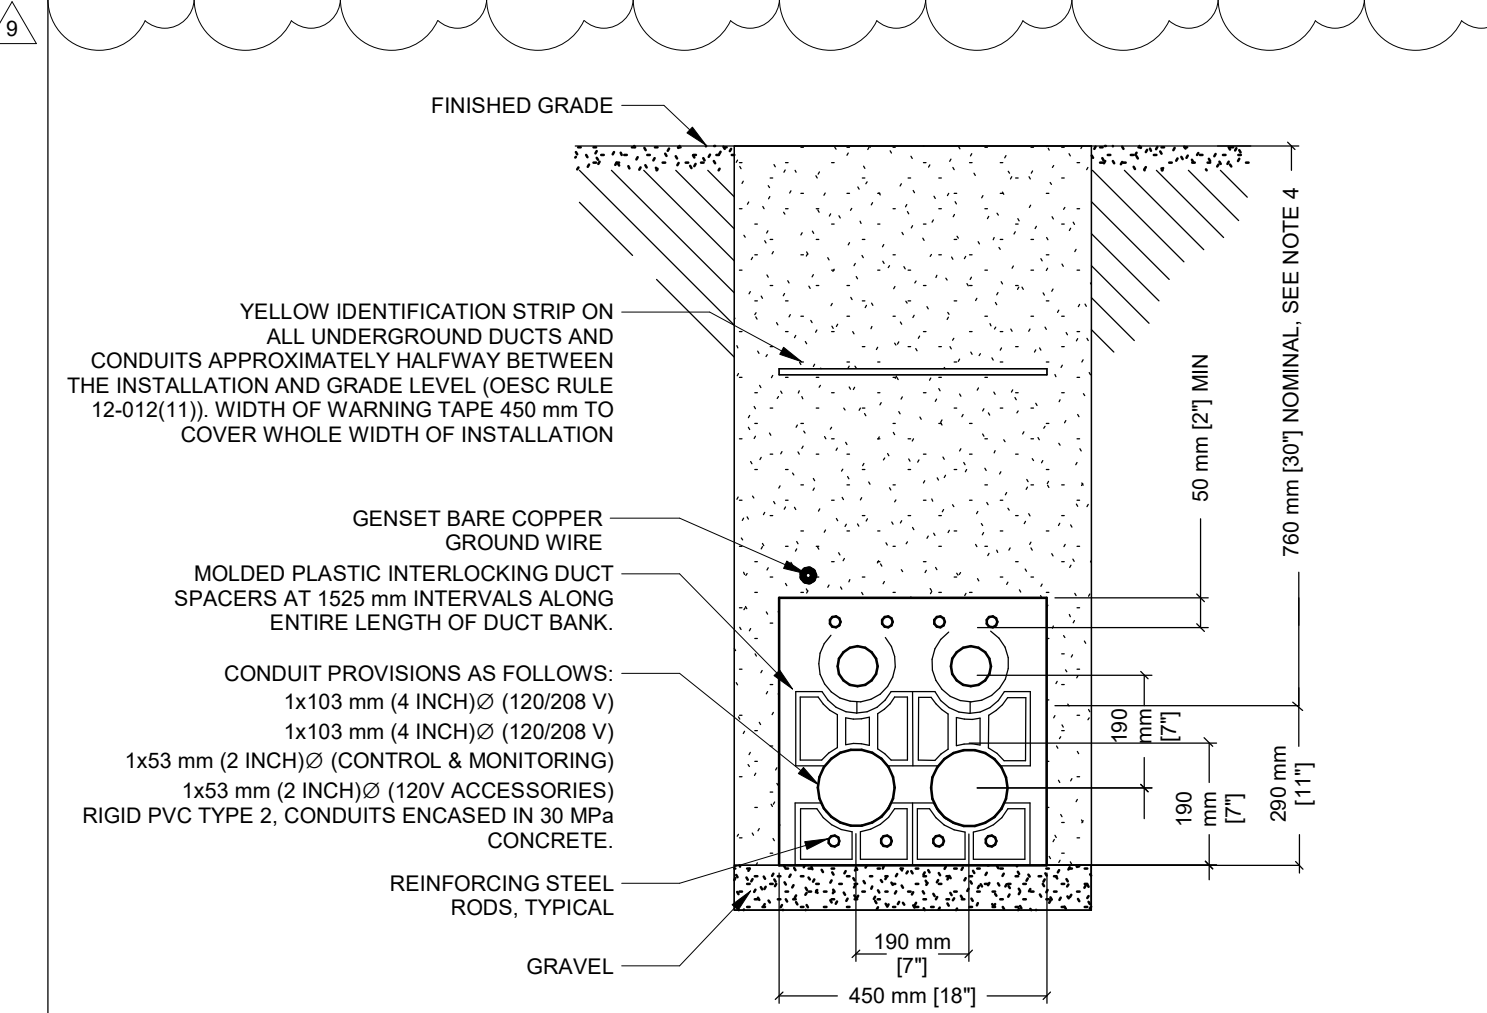 9
FINISHED GRADE
YELLOW IDENTIFICATION STRIP ON
ALL UNDERGROUND DUCTS AND
CONDUITS APPROXIMATELY HALFWAY BETWEEN
THE INSTALLATION AND GRADE LEVEL (OESC RULE
12-012(11)). WIDTH OF WARNING TAPE 450 mm TO
COVER WHOLE WIDTH OF INSTALLATION
GENSET BARE COPPER
GROUND WIRE
MOLDED PLASTIC INTERLOCKING DUCT
SPACERS AT 1525 mm INTERVALS ALONG
ENTIRE LENGTH OF DUCT BANK.
CONDUIT PROVISIONS AS FOLLOWS:
1x103 mm (4 INCH)∅ (120/208 V)
1x103 mm (4 INCH)∅ (120/208 V)
1x53 mm (2 INCH)∅ (CONTROL & MONITORING)
1x53 mm (2 INCH)∅ (120V ACCESSORIES)
RIGID PVC TYPE 2, CONDUITS ENCASED IN 30 MPa
CONCRETE.
REINFORCING STEEL
RODS, TYPICAL
GRAVEL
50 mm [2"] MIN
760 mm [30"] NOMINAL, SEE NOTE 4
190
mm
[7"]
190
mm
[7"]
290 mm
[11"]
190 mm
[7"]
450 mm [18"]